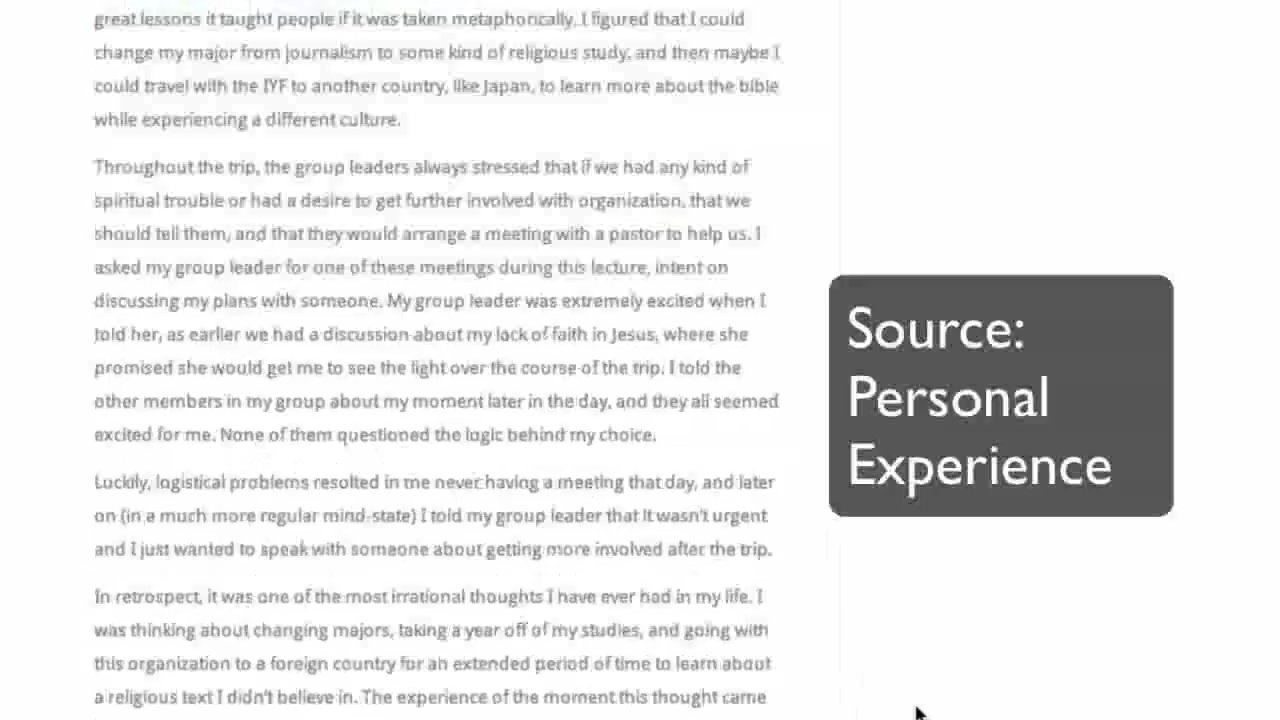 great lessons it taught people if it was taken metaphorically. I figured that I could
change my major from journalism to some kind of religious study, and then maybe I
could travel with the IYF to another country, like Japan, to learn more about the bible
while experiencing a different culture.
Throughout the trip, the group leaders always stressed that if we had any kind of
spiritual trouble or had a desire to get further involved with organization, that we
should tell them, and that they would arrange a meeting with a pastor to help us. I
asked my group leader for one of these meetings during this lecture, intent on
discussing my plans with someone. My group leader was extremely excited when I
told her, as earlier we had a discussion about my lack of faith in Jesus, where she
promised she would get me to see the light over the course of the trip. I told the
other members in my group about my moment later in the day, and they all seemed
excited for me. None of them questioned the logic behind my choice.
Luckily, logistical problems resolted in me never having a meeting that day, and later
on (in a much more regular mind-state) I told my group leader that it wasn't urgent
and I just wanted to speak with someone about getting more involved after the trip.
In retrospect, it was one of the most irrational thoughts I have ever had in my life. I
was thinking about changing majors, taking a year off of my studies, and going with
this organization to a foreign country for an extended period of time to learn about
a religious text I didn't believe in. The experience of the moment this thought came
Source:
Personal
Experience